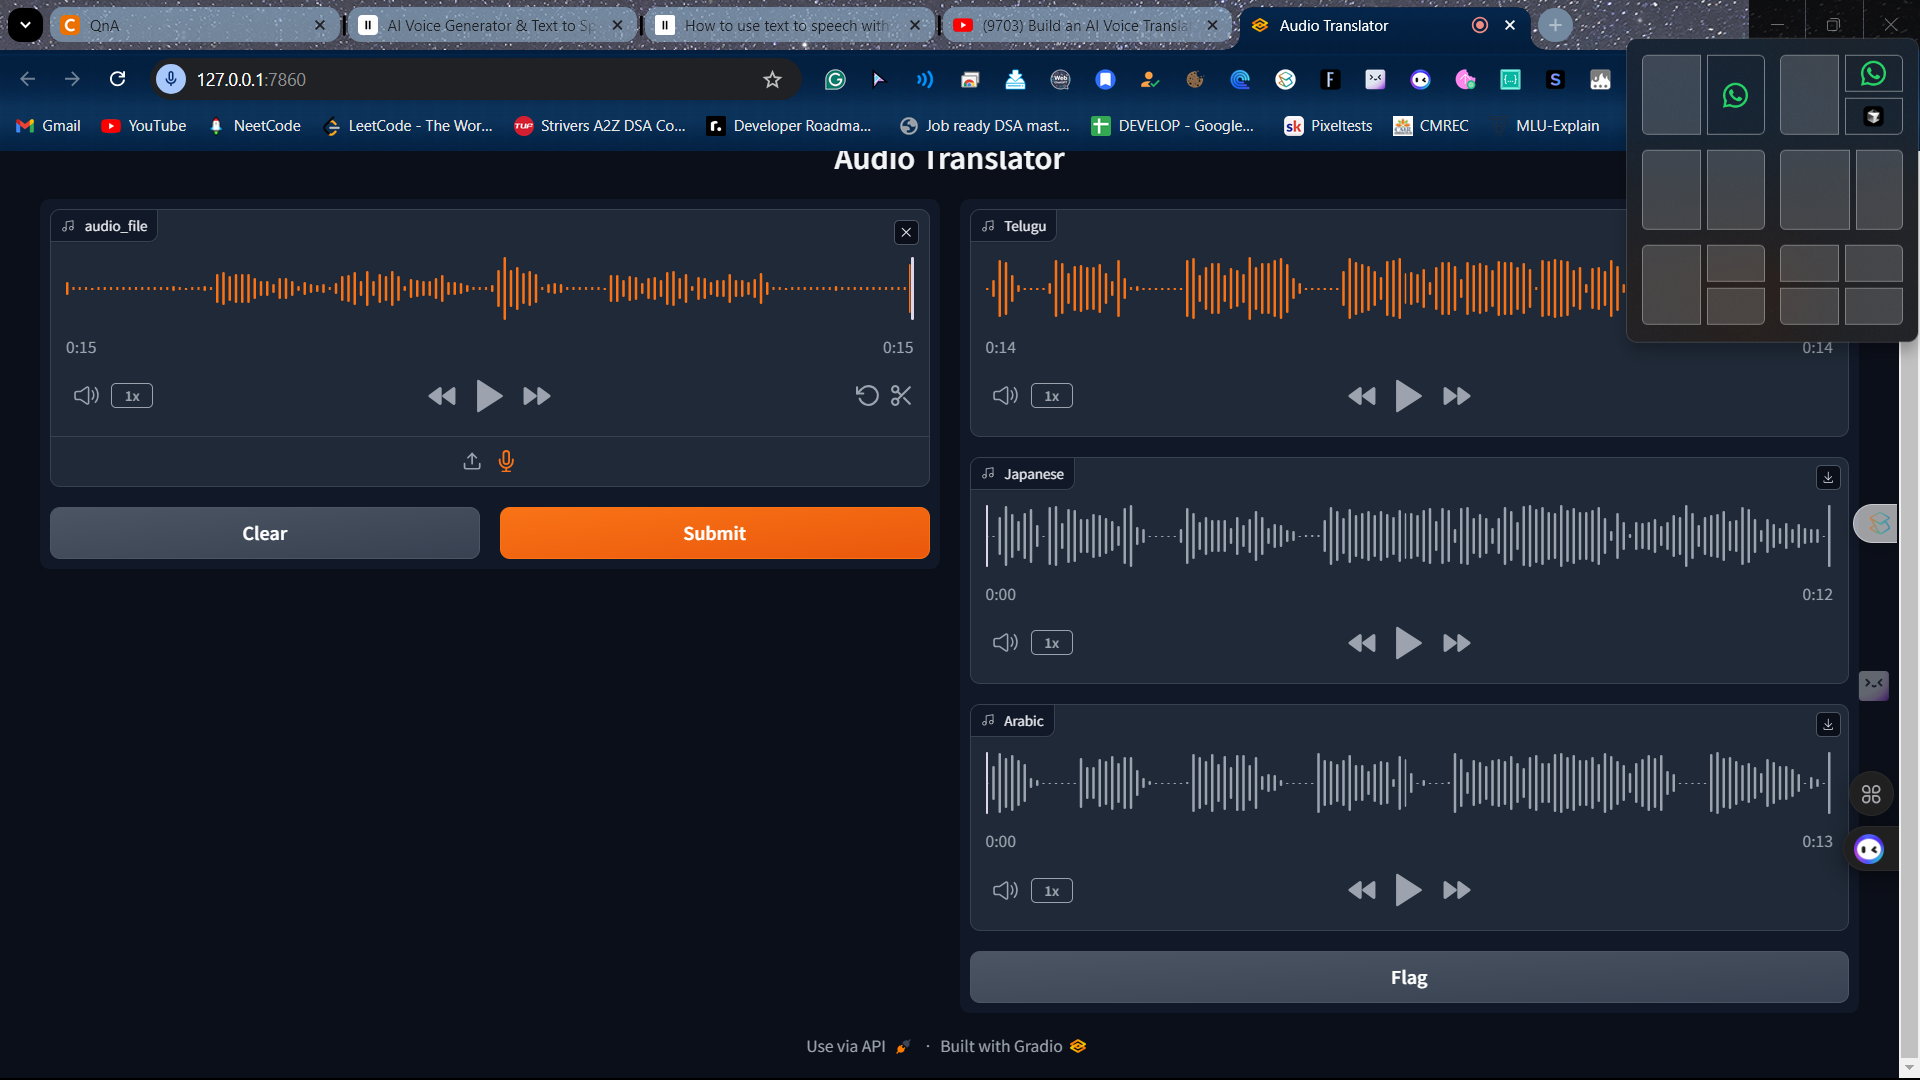 QnA
AI Voice Generator & Text to Sp
How to use text to speech with
(9703) Build an AI Voice Translat
Audio Translator
127.0.0.1:7860
Gmail
YouTube
NeetCode
LeetCode - The Wor...
Strivers A2Z DSA Co...
Developer Roadma...
Job ready DSA mast...
DEVELOP - Google...
Pixeltests
CMREC
MLU-Explain
Audio Translator
audio_file
0:15
0:15
1x
Clear
Submit
Telugu
0:14
0:14
1x
Japanese
0:00
0:12
1x
Arabic
0:00
0:13
1x
Flag
Use via API · Built with Gradio